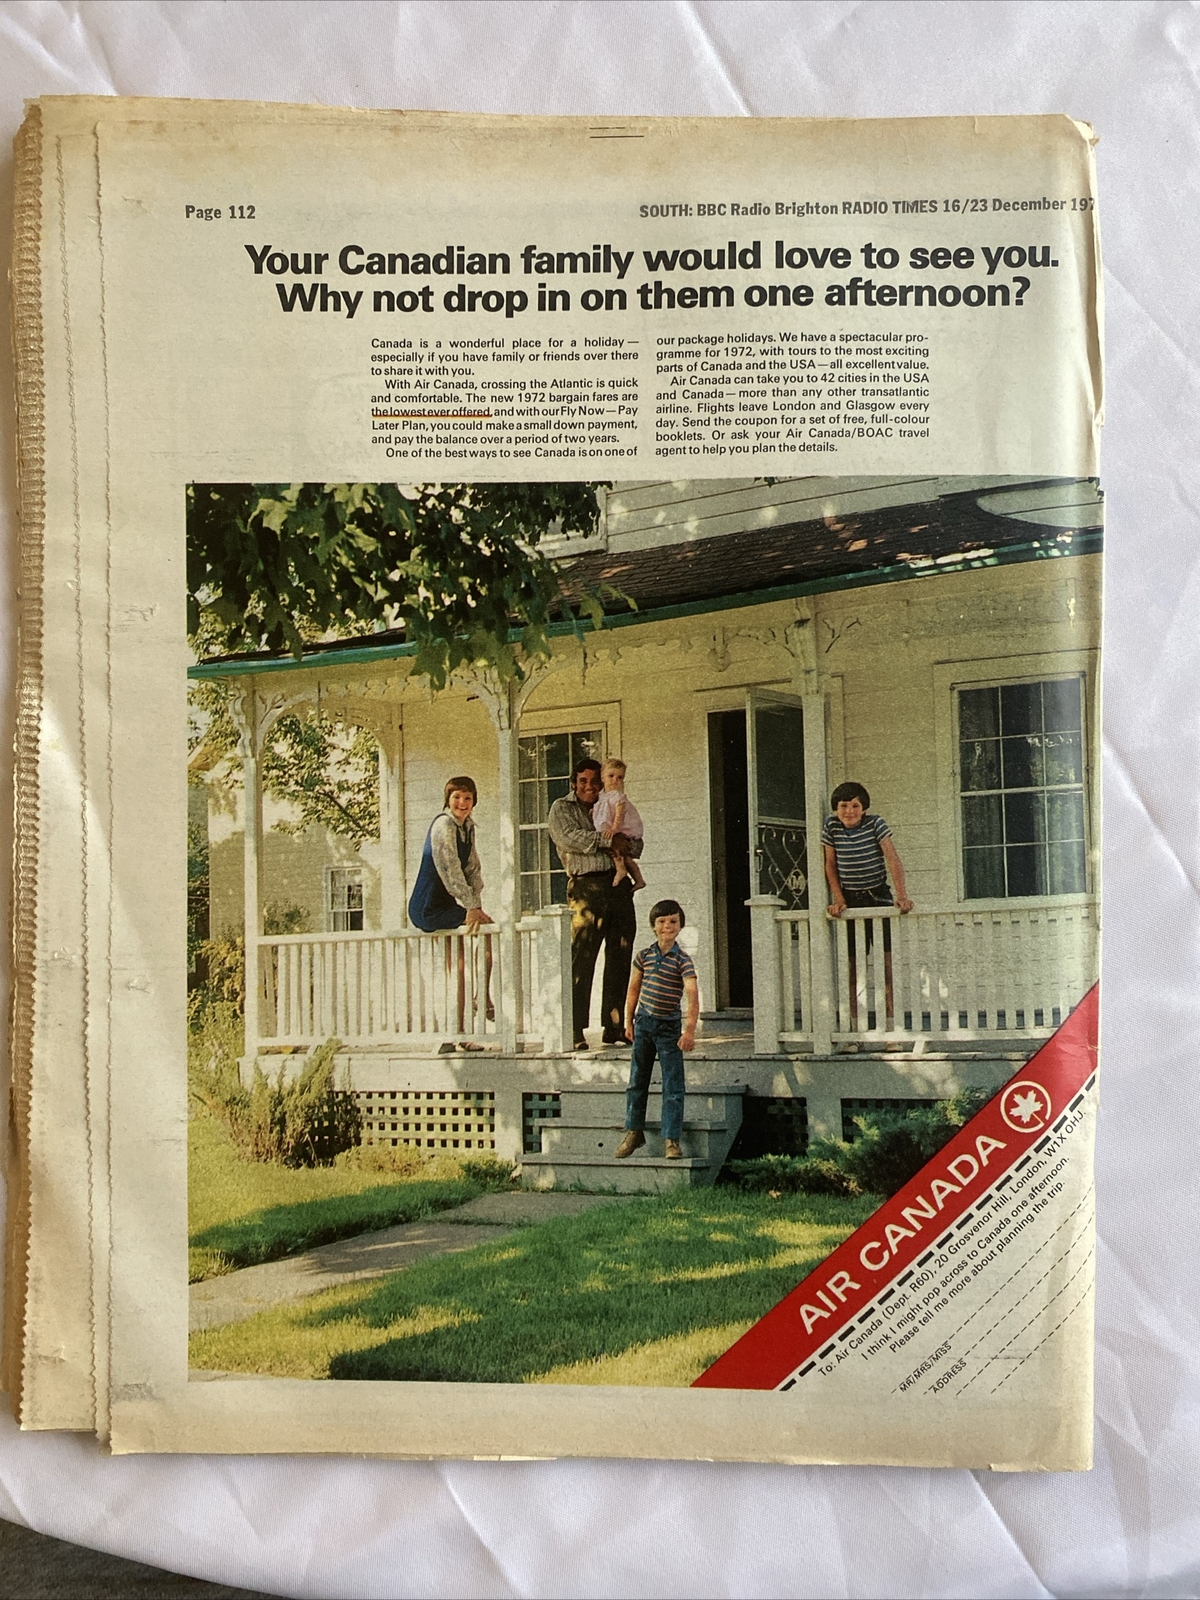 Page 112
SOUTH: BBC Radio Brighton RADIO TIMES 16/23 December 197
Your Canadian family would love to see you.
Why not drop in on them one afternoon?
Canada is a wonderful place for a holiday—
especially if you have family or friends over there
to share it with you.
With Air Canada, crossing the Atlantic is quick
and comfortable. The new 1972 bargain fares are
the lowest ever offered, and with our Fly Now—Pay
Later Plan, you could make a small down payment,
and pay the balance over a period of two years.
One of the best ways to see Canada is on one of
our package holidays. We have a spectacular pro-
gramme for 1972, with tours to the most exciting
parts of Canada and the USA—all excellent value.
Air Canada can take you to 42 cities in the USA
and Canada—more than any other transatlantic
airline. Flights leave London and Glasgow every
day. Send the coupon for a set of free, full-colour
booklets. Or ask your Air Canada/BOAC travel
agent to help you plan the details.
AIR CANADA
To: Air Canada (Dept. R60), 20 Grosvenor Hill, London, W1X OHJ.
I think I might pop across to Canada one afternoon.
Please tell me more about planning the trip.
MR/MRS/MISS
ADDRESS